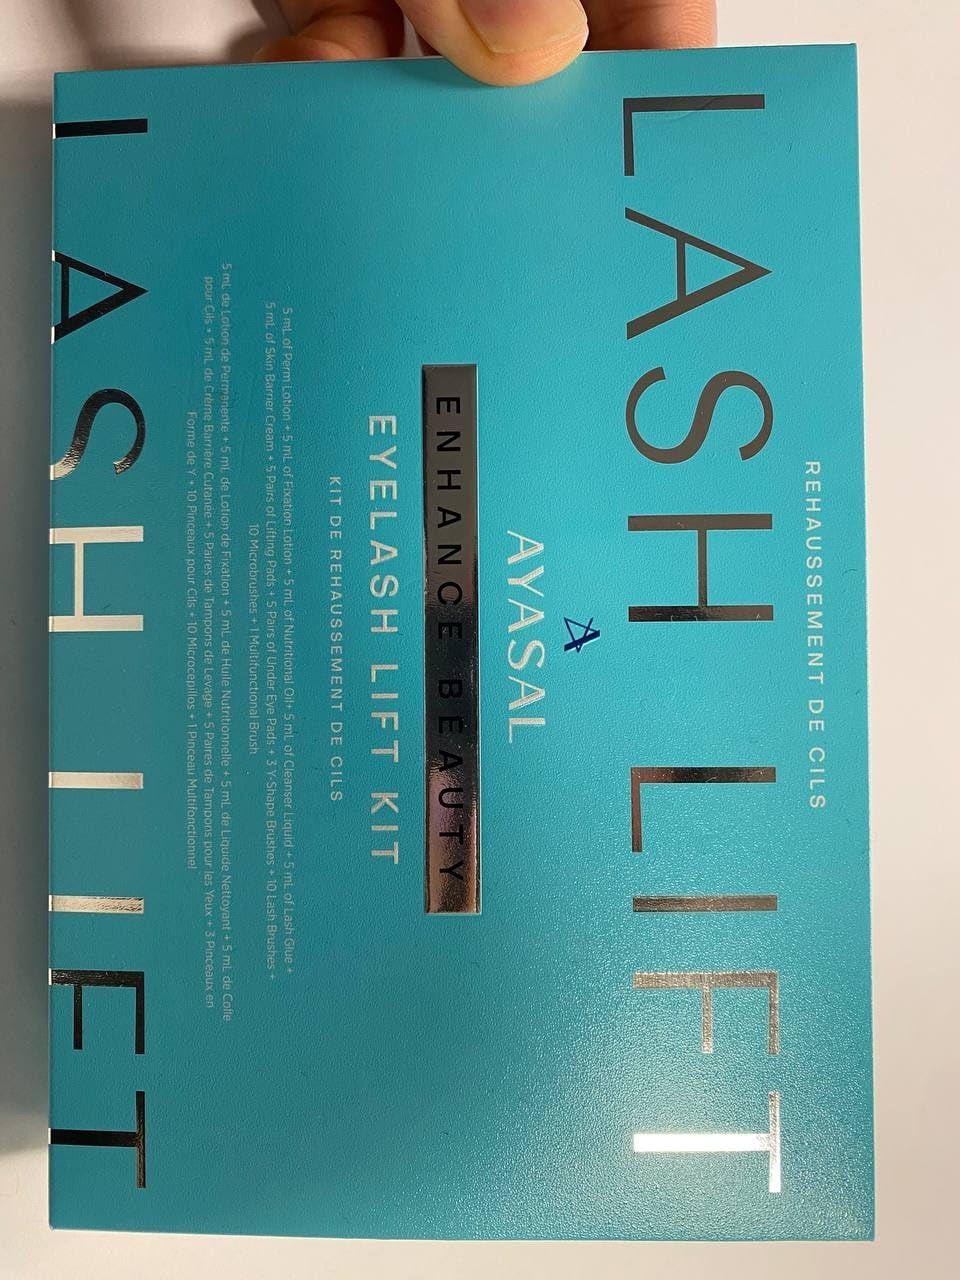 REHAUSSEMENT DE CILS
LASH LIFT
AYASAL
ENHANCE BEAUTY
EYELASH LIFT KIT
KIT DE REHAUSSEMENT DE CILS
5 mL of Perm Lotion + 5 mL of Fixation Lotion + 5 mL of Nutritional Oil+ 5 mL of Cleanser Liquid + 5 mL of Lash Glue +
5 mL of Skin Barrier Cream + 5 Pairs of Lifting Pads + 5 Pairs of Under Eye Pads + 3 Y-Shape Brushes + 10 Lash Brushes +
10 Microbrushes + 1 Multifunctional Brush
5 mL de Lotion de Permanente + 5 mL de Lotion de Fixation + 5 mL de Huile Nutritionnelle + 5 mL de Liquide Nettoyant + 5 mL de Colle
pour Cils + 5 mL de Crème Barrière Cutanée + 5 Paires de Tampons de Levage + 5 Paires de Tampons pour les Yeux + 3 Pinceaux en
Forme de Y + 10 Pinceaux pour Cils + 10 Microcepillos + 1 Pinceau Multifonctionnel
LASH LIFT